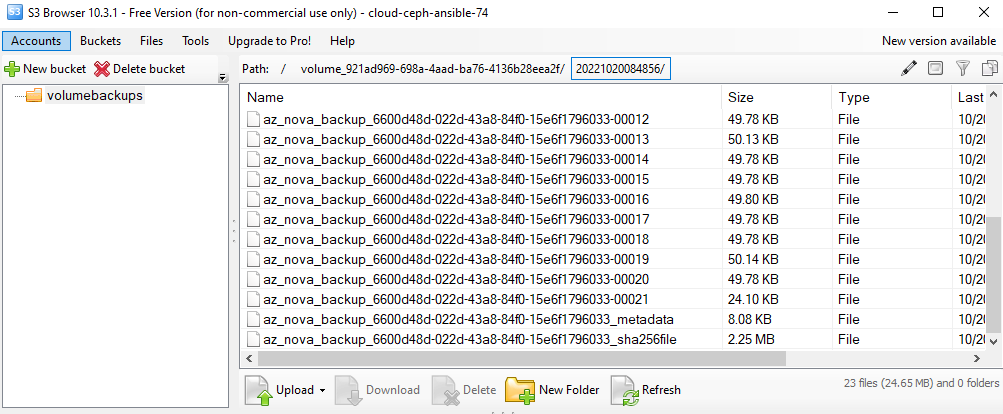 S3 Browser 10.3.1 - Free Version (for non-commercial use only) - cloud-ceph-ansible-74
Accounts Buckets Files Tools Upgrade to Pro! Help New version available
New bucket Delete bucket Path: / volume_921ad969-698a-4aad-ba76-4136b28eea2f/ 20221020084856/
volumebackups
Name Size Type Last
az_nova_backup_6600d48d-022d-43a8-84f0-15e6f1796033-00012 49.78 KB File 10/20
az_nova_backup_6600d48d-022d-43a8-84f0-15e6f1796033-00013 50.13 KB File 10/20
az_nova_backup_6600d48d-022d-43a8-84f0-15e6f1796033-00014 49.78 KB File 10/20
az_nova_backup_6600d48d-022d-43a8-84f0-15e6f1796033-00015 49.78 KB File 10/20
az_nova_backup_6600d48d-022d-43a8-84f0-15e6f1796033-00016 49.80 KB File 10/20
az_nova_backup_6600d48d-022d-43a8-84f0-15e6f1796033-00017 49.78 KB File 10/20
az_nova_backup_6600d48d-022d-43a8-84f0-15e6f1796033-00018 49.78 KB File 10/20
az_nova_backup_6600d48d-022d-43a8-84f0-15e6f1796033-00019 50.14 KB File 10/20
az_nova_backup_6600d48d-022d-43a8-84f0-15e6f1796033-00020 49.78 KB File 10/20
az_nova_backup_6600d48d-022d-43a8-84f0-15e6f1796033-00021 24.10 KB File 10/20
az_nova_backup_6600d48d-022d-43a8-84f0-15e6f1796033_metadata 8.08 KB File 10/20
az_nova_backup_6600d48d-022d-43a8-84f0-15e6f1796033_sha256file 2.25 MB File 10/20
Upload Download Delete New Folder Refresh 23 files (24.65 MB) and 0 folders